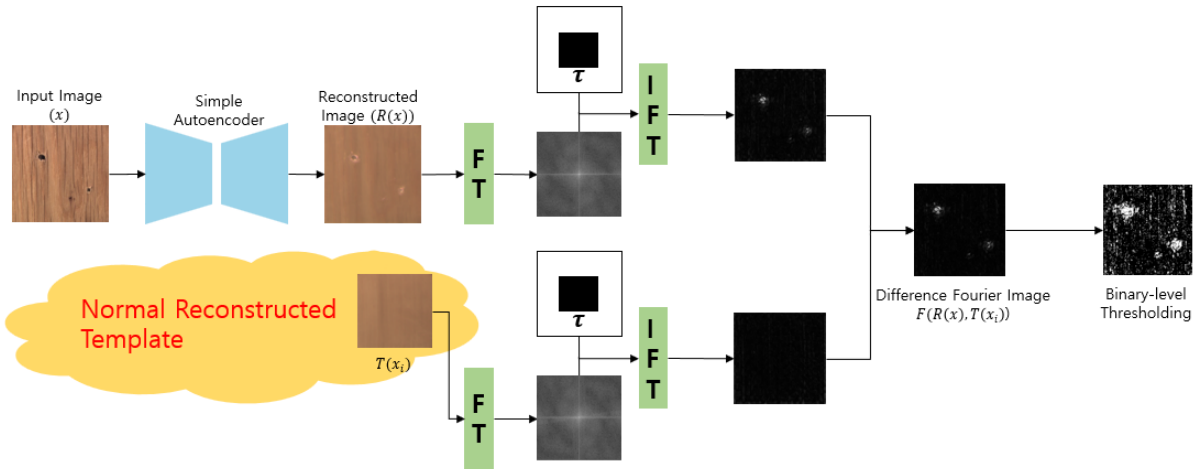 Input Image
(x)
Simple
Autoencoder
Reconstructed
Image (R(x))
F
T
τ
I
F
T
Normal Reconstructed
Template
T(xᵢ)
F
T
τ
I
F
T
Difference Fourier Image
F(R(x), T(xᵢ))
Binary-level
Thresholding